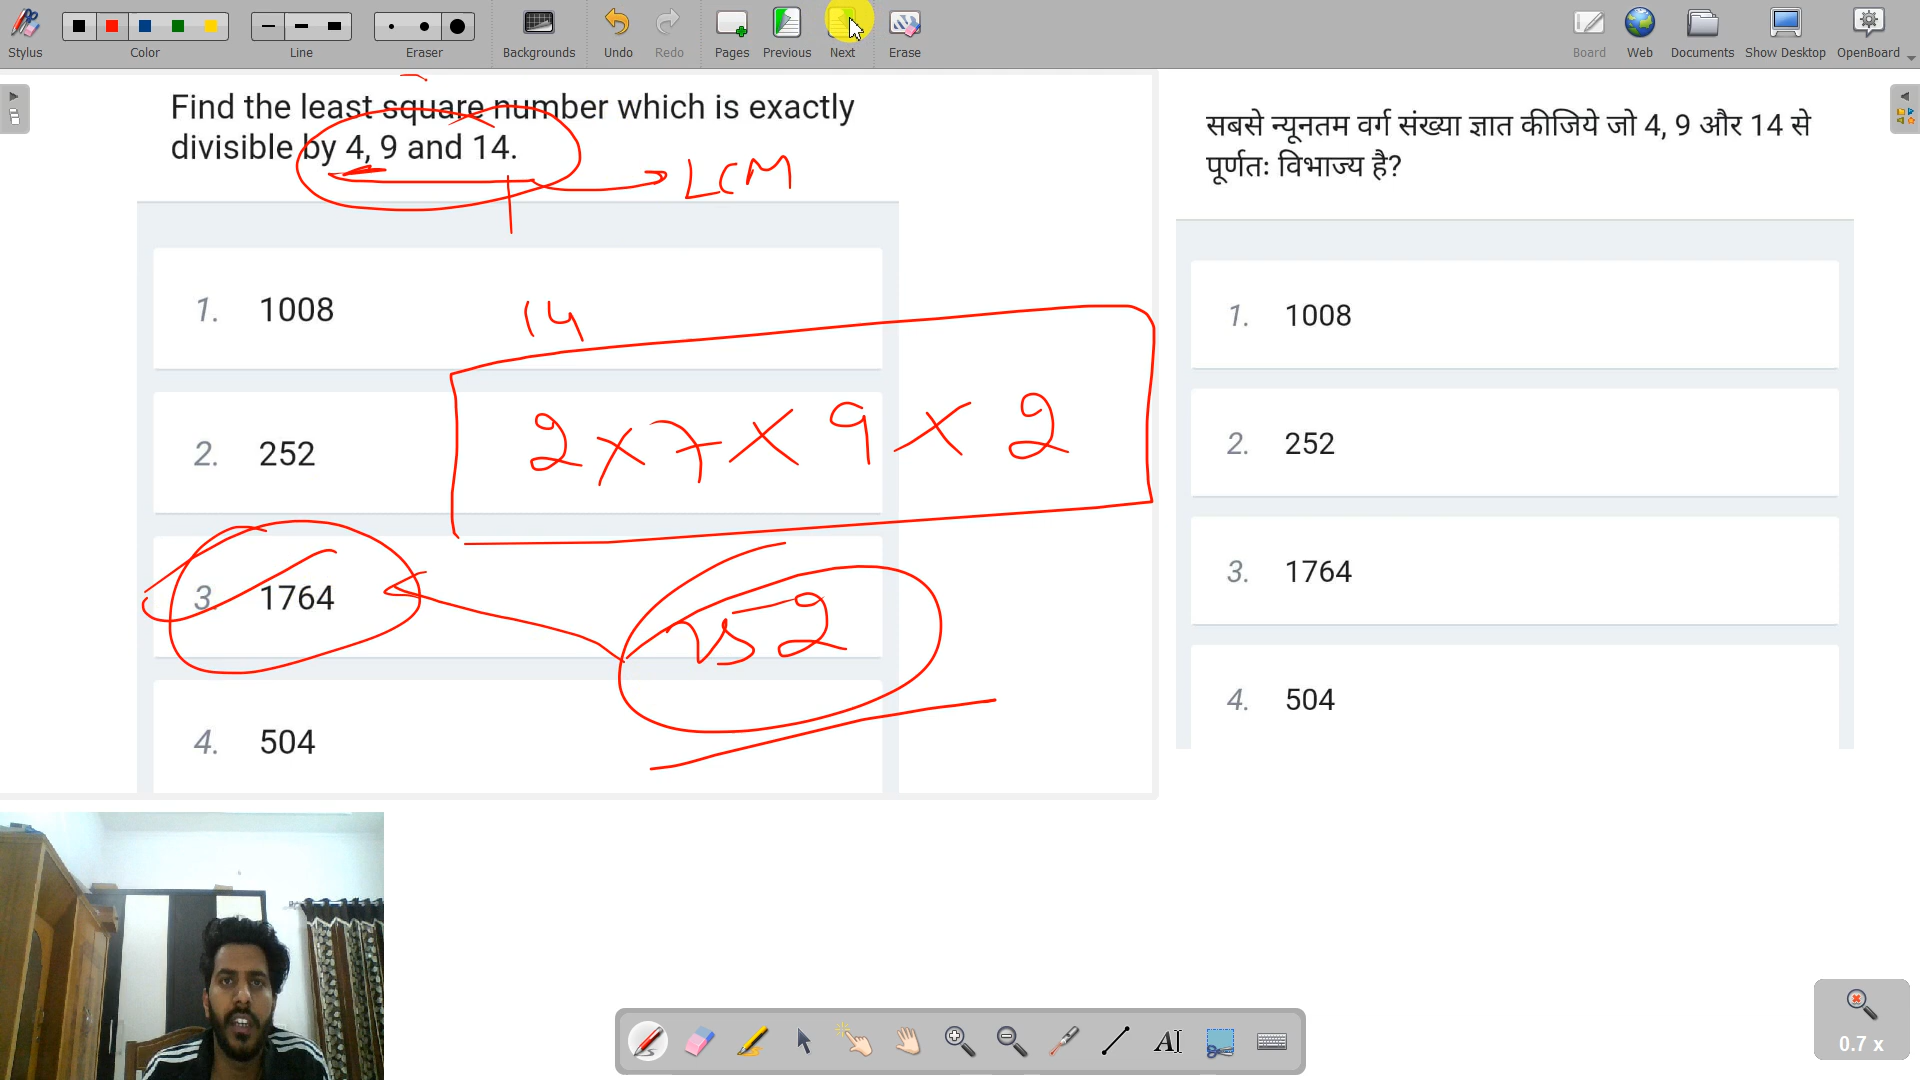 Stylus Color Line Eraser Backgrounds Undo Redo Pages Previous Next Erase Board Web Documents Show Desktop OpenBoard
Find the least square number which is exactly
divisible by 4, 9 and 14.
LCM
1. 1008
14
2. 252
2 x 7 x 9 x 2
3. 1764
252
4. 504
सबसे न्यूनतम वर्ग संख्या ज्ञात कीजिये जो 4, 9 और 14 से
पूर्णतः विभाज्य है?
1. 1008
2. 252
3. 1764
4. 504
AI
0.7 x